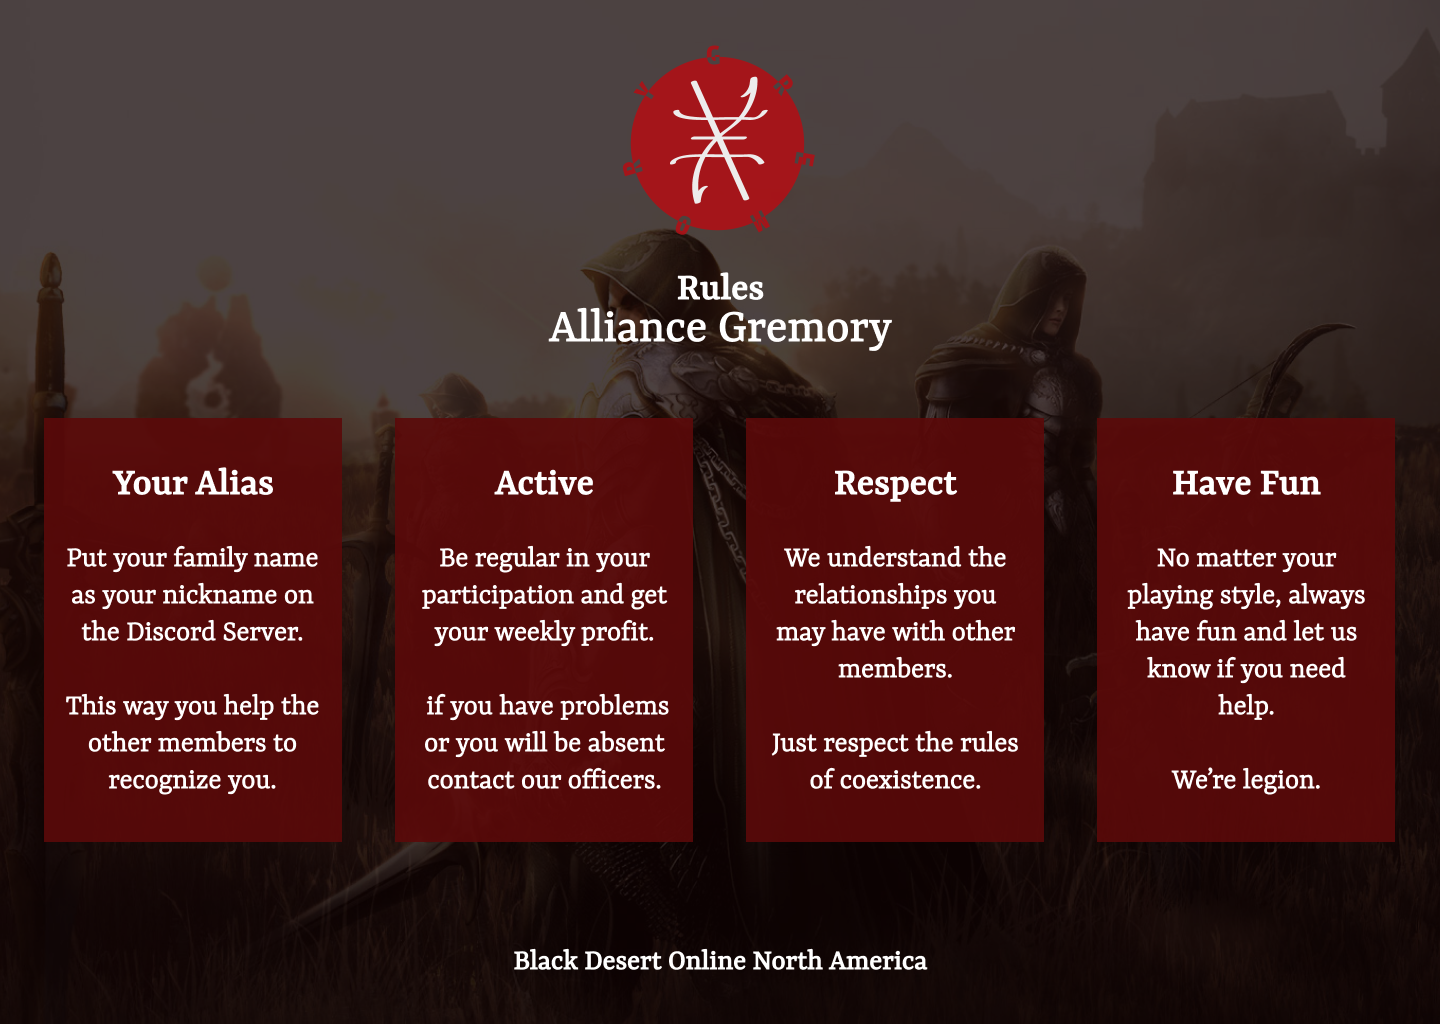 Rules
Alliance Gremory
Your Alias
Put your family name
as your nickname on
the Discord Server.
This way you help the
other members to
recognize you.
Active
Be regular in your
participation and get
your weekly profit.
if you have problems
or you will be absent
contact our officers.
Respect
We understand the
relationships you
may have with other
members.
Just respect the rules
of coexistence.
Have Fun
No matter your
playing style, always
have fun and let us
know if you need
help.
We’re legion.
Black Desert Online North America